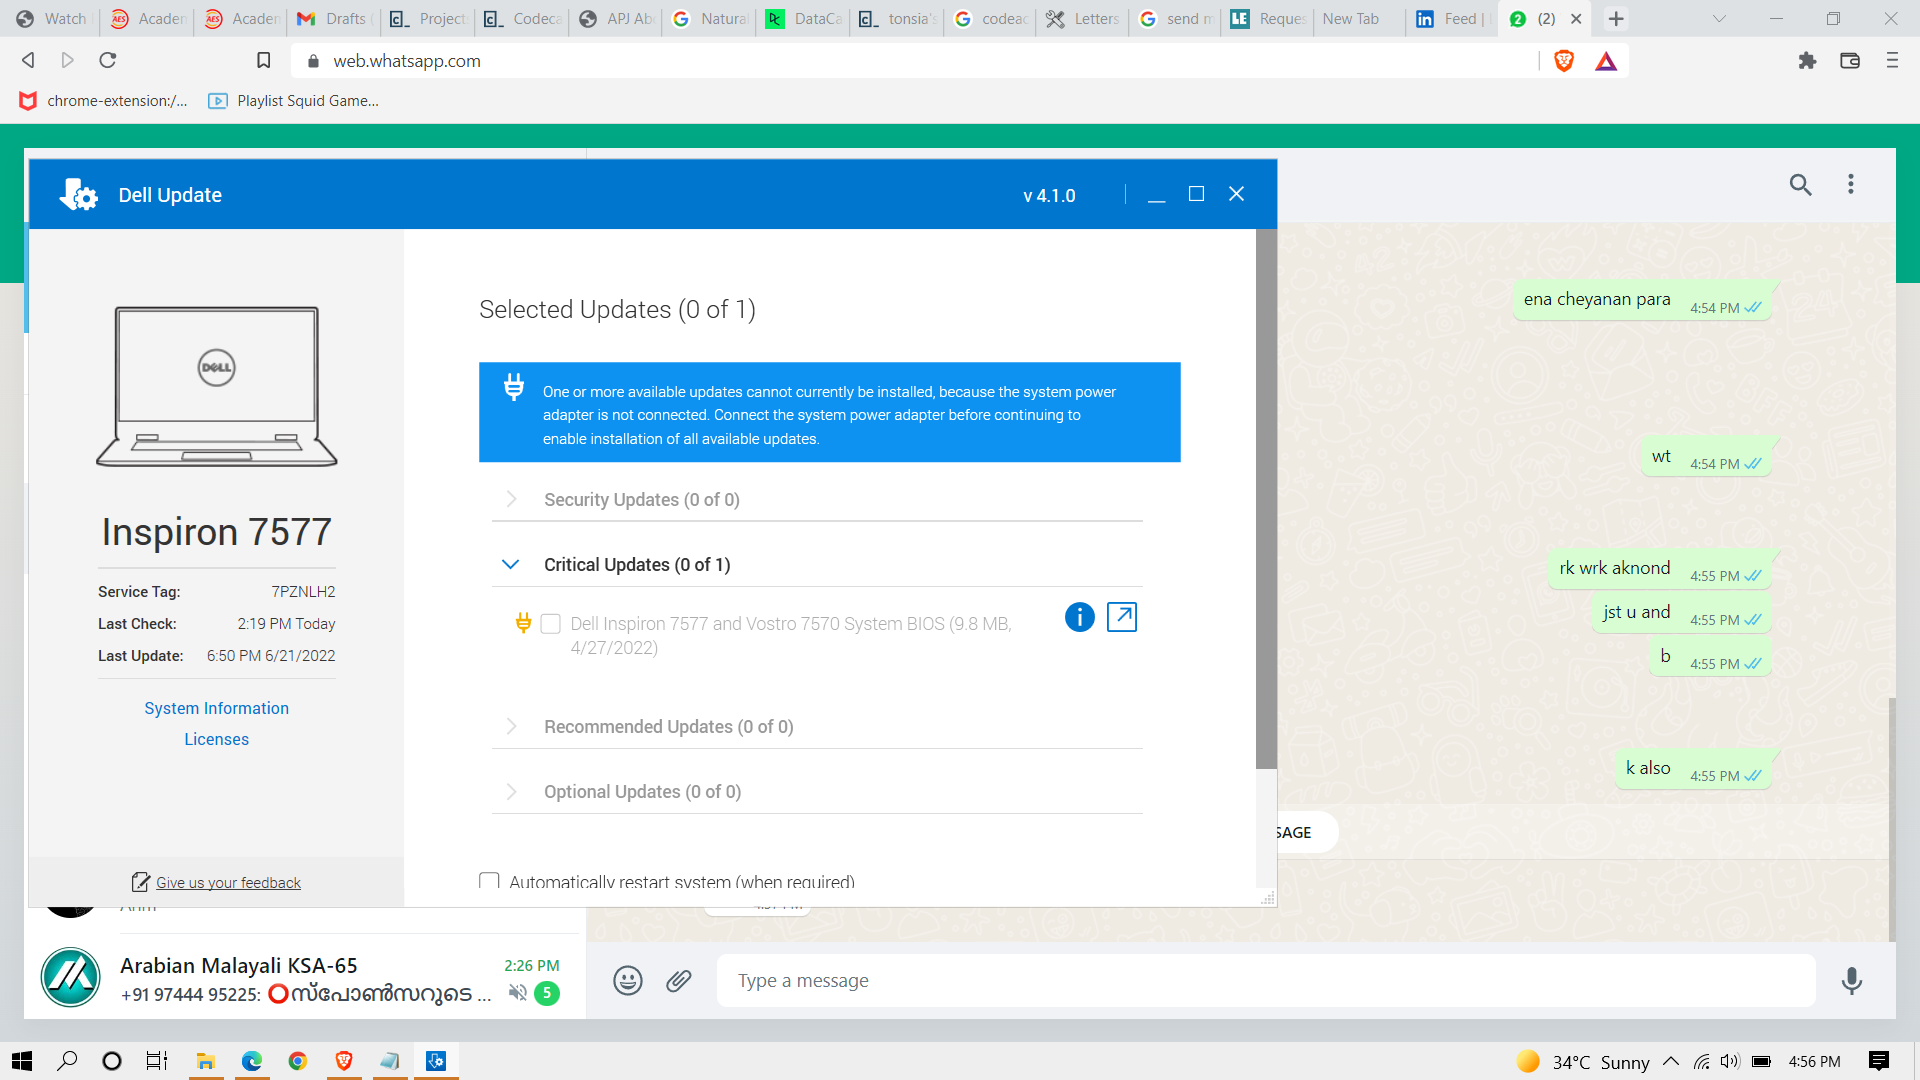 Watch
Acaden
Acaden
Drafts (
Project
Codeca
APJ Ab
Natura
DataCa
tonsia's
codeac
Letters
send m
Reques
New Tab
Feed |
2 (2)
web.whatsapp.com
chrome-extension:/...
Playlist Squid Game...
Dell Update
v 4.1.0
DELL
Inspiron 7577
Service Tag: 7PZNLH2
Last Check: 2:19 PM Today
Last Update: 6:50 PM 6/21/2022
System Information
Licenses
Give us your feedback
Selected Updates (0 of 1)
One or more available updates cannot currently be installed, because the system power
adapter is not connected. Connect the system power adapter before continuing to
enable installation of all available updates.
Security Updates (0 of 0)
Critical Updates (0 of 1)
Dell Inspiron 7577 and Vostro 7570 System BIOS (9.8 MB,
4/27/2022)
Recommended Updates (0 of 0)
Optional Updates (0 of 0)
Automatically restart system (when required)
ena cheyanan para 4:54 PM
wt 4:54 PM
rk wrk aknond 4:55 PM
jst u and 4:55 PM
b 4:55 PM
k also 4:55 PM
SAGE
Arabian Malayali KSA-65 2:26 PM
+91 97444 95225: ⭕സ്പോൺസറുടെ ... 5
Type a message
34°C Sunny
4:56 PM